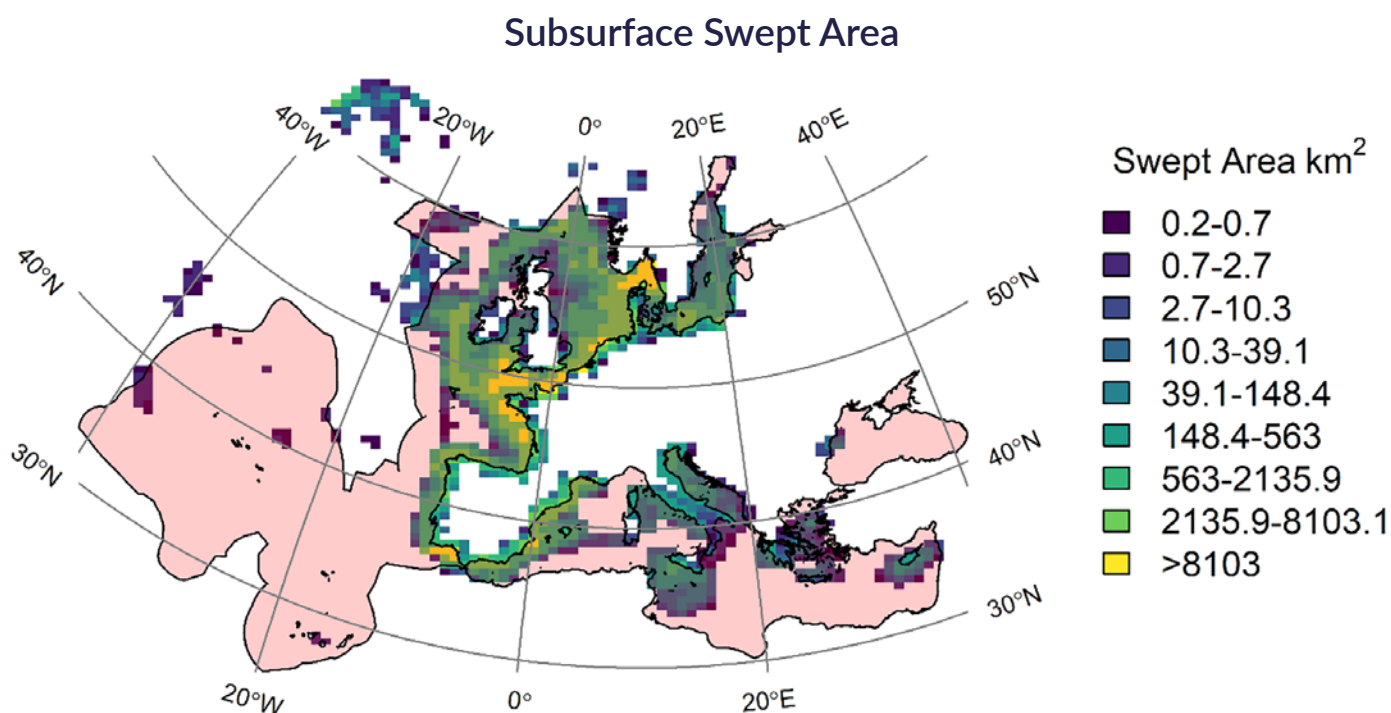 Subsurface Swept Area
40°W
20°W
0°
20°E
40°E
40°N
30°N
50°N
40°N
30°N
20°W
0°
20°E
Swept Area km²
0.2-0.7
0.7-2.7
2.7-10.3
10.3-39.1
39.1-148.4
148.4-563
563-2135.9
2135.9-8103.1
>8103